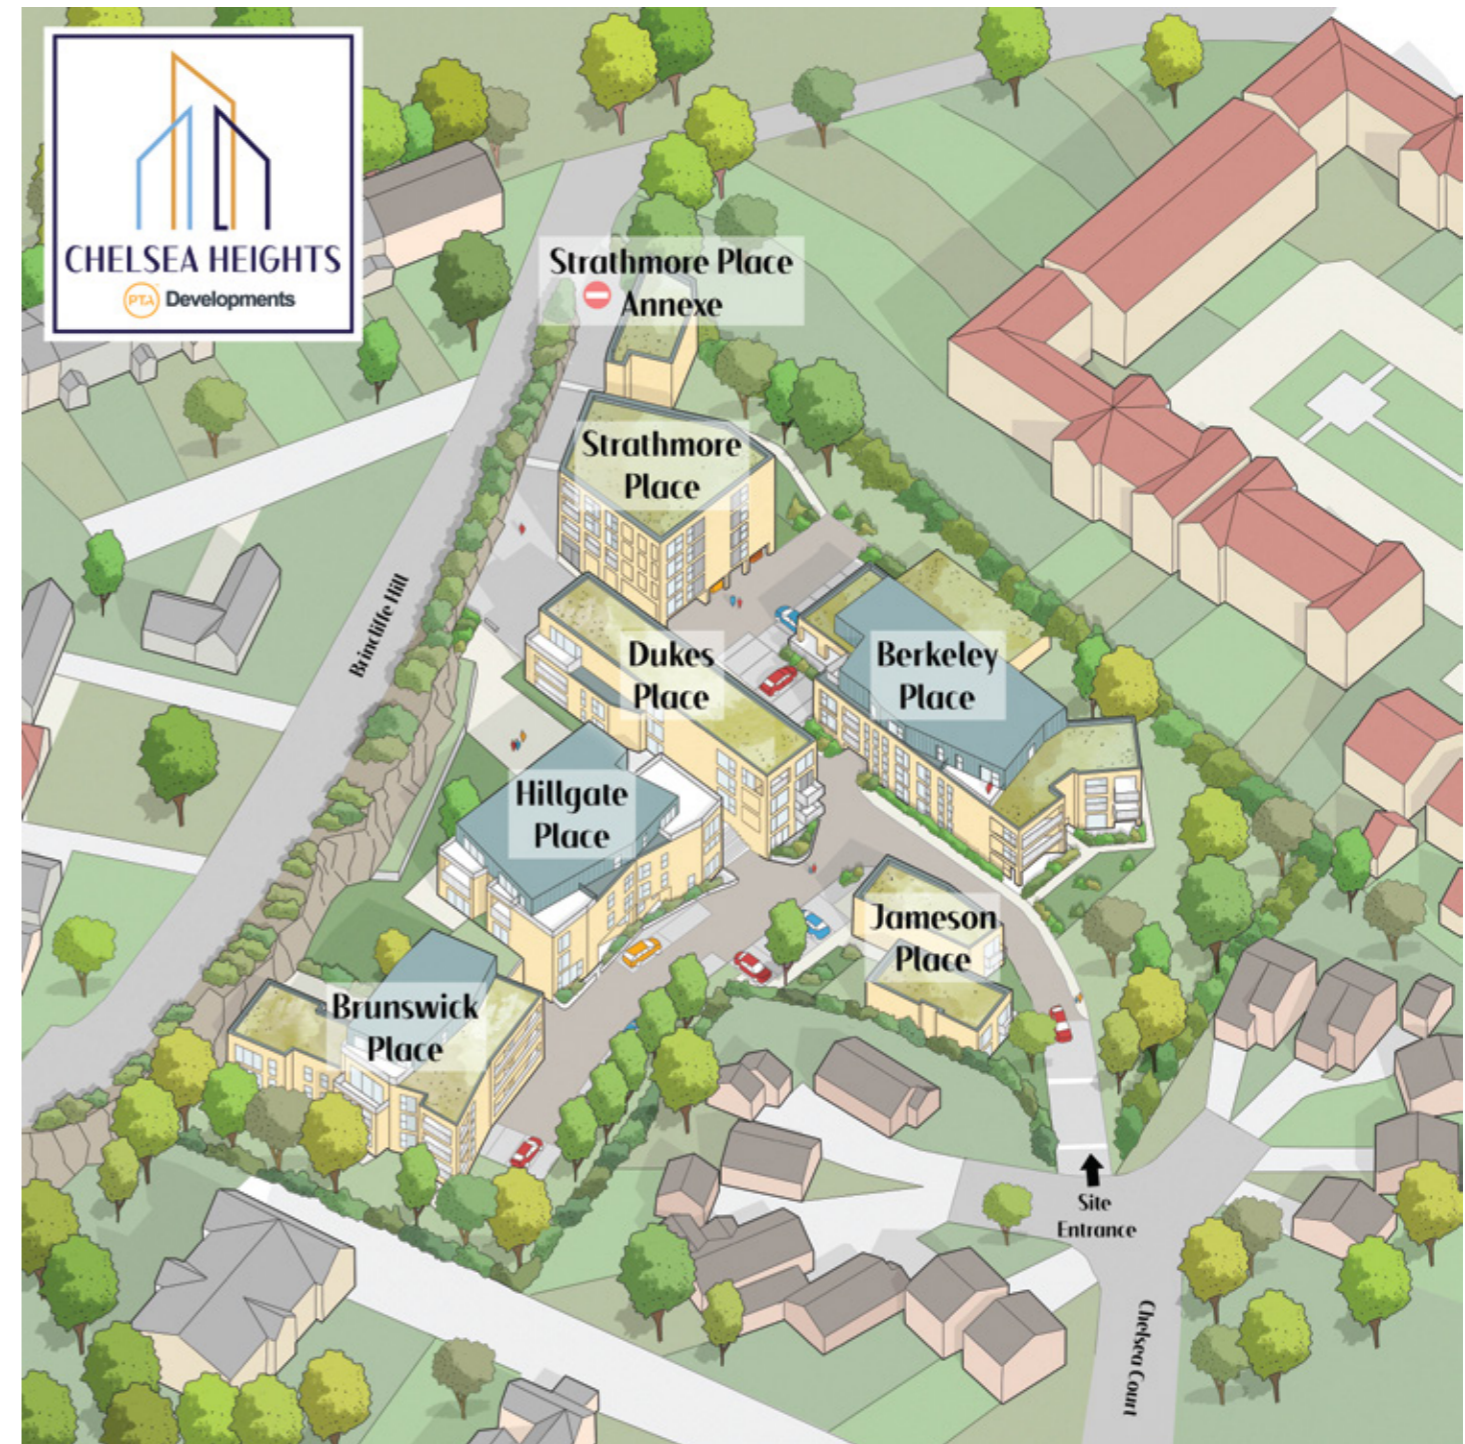 CHELSEA HEIGHTS
PTA Developments
Strathmore Place
Annexe
Strathmore
Place
Brincliffe Hill
Dukes
Place
Berkeley
Place
Hillgate
Place
Jameson
Place
Brunswick
Place
Site
Entrance
Chelsea Court